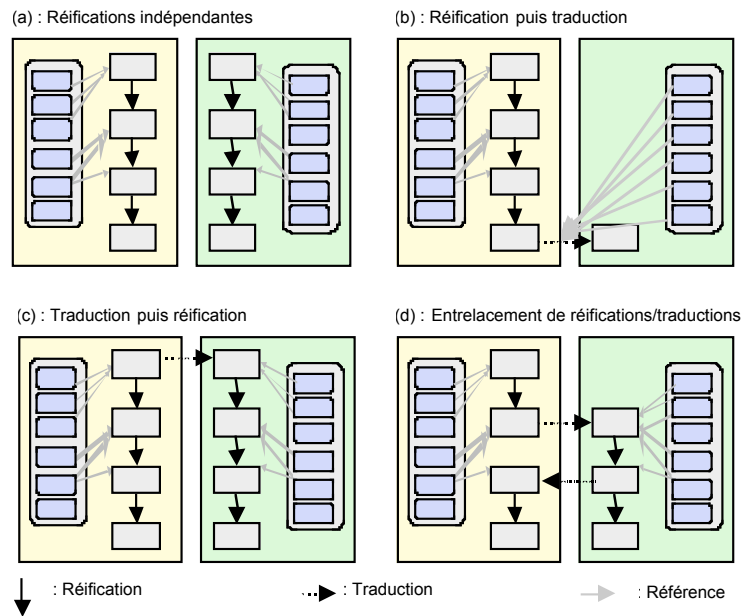 (a) : Réifications indépendantes
(b) : Réification puis traduction
(c) : Traduction puis réification
(d) : Entrelacement de réifications/traductions
: Réification
: Traduction
: Référence